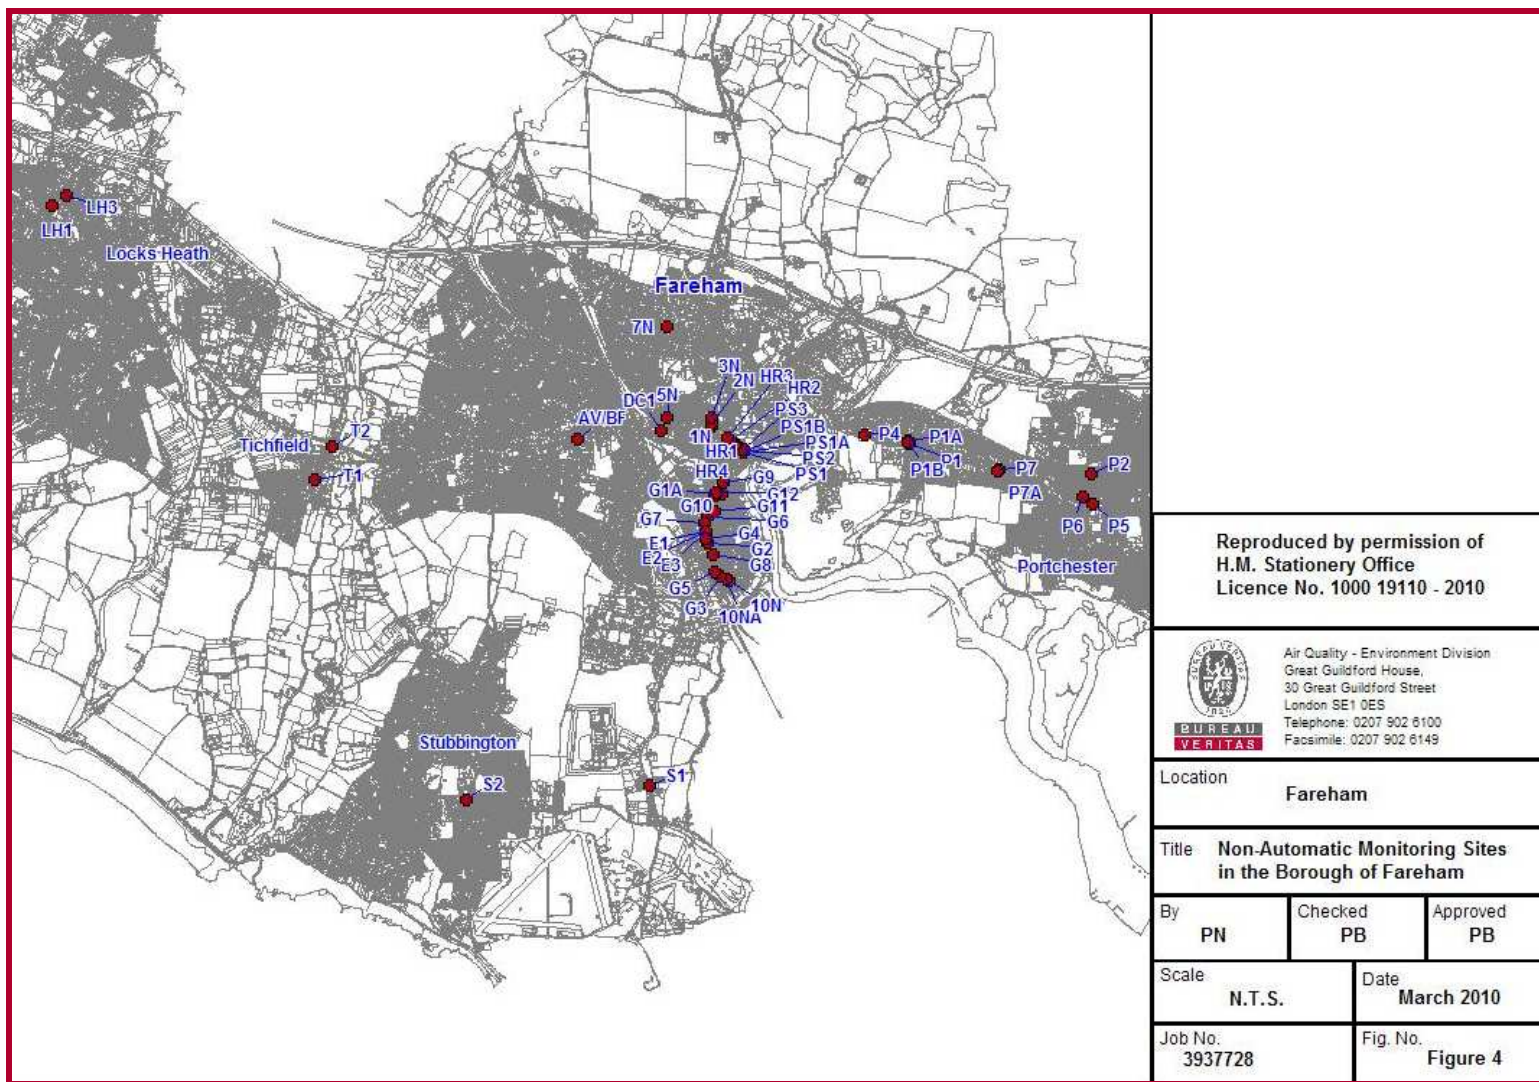 LH3
LH1
Locks Heath
Fareham
7N
3N
2N
HR3
HR2
5N
DC1
PS3
AV/BF
PS1B
1N
PS1A
P4
P1A
T2
Tichfield
HR1
PS2
P1
P1B
PS1
P7
P2
T1
HR4
G9
P7A
G1A
G12
G10
G11
P6
P5
G7
G6
E1
G4
E2
E3
G2
G8
Portchester
G5
G3
10N
10NA
Stubbington
S1
S2
Reproduced by permission of
H.M. Stationery Office
Licence No. 1000 19110 - 2010
BUREAU
VERITAS
Air Quality - Environment Division
Great Guildford House,
30 Great Guildford Street
London SE1 0ES
Telephone: 0207 902 6100
Facsimile: 0207 902 6149
Location
Fareham
Title Non-Automatic Monitoring Sites
in the Borough of Fareham
By
PN
Checked
PB
Approved
PB
Scale
N.T.S.
Date
March 2010
Job No.
3937728
Fig. No.
Figure 4